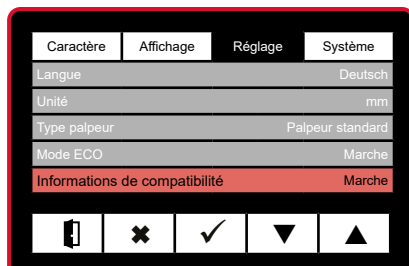 Caractère Affichage Réglage Système
Langue Deutsch
Unité mm
Type palpeur Palpeur standard
Mode ECO Marche
Informations de compatibilité Marche